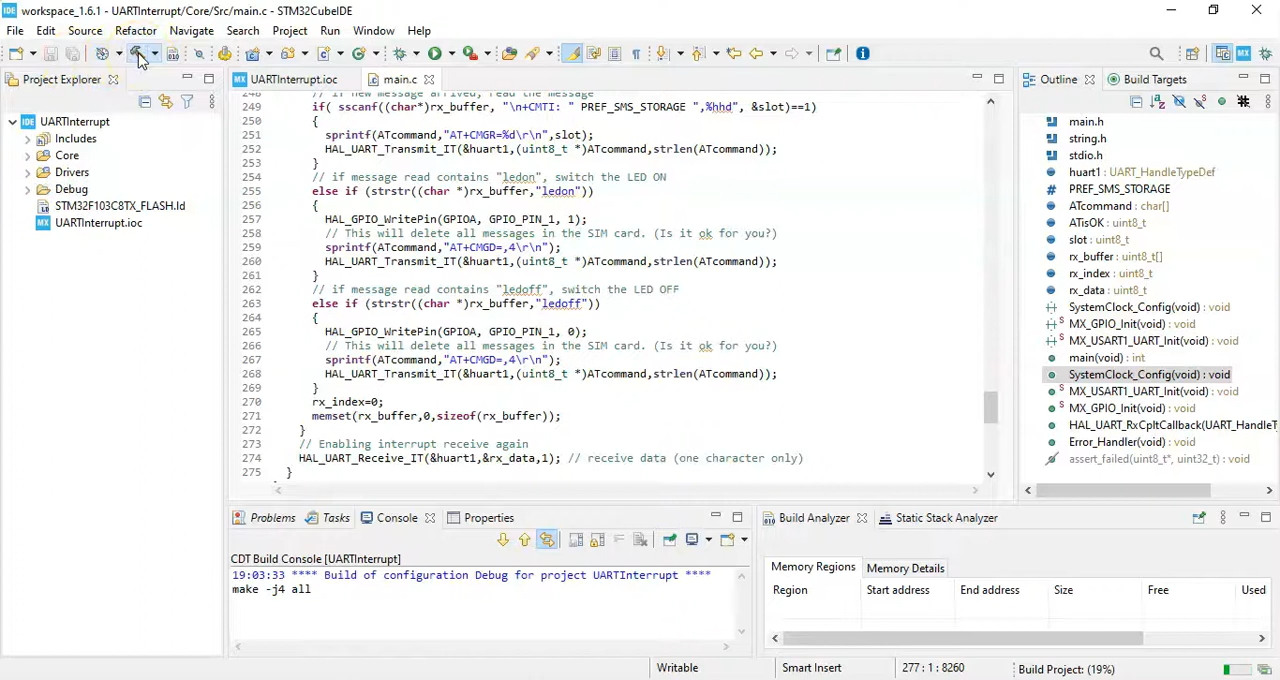 workspace_1.6.1 - UARTInterrupt/Core/Src/main.c - STM32CubeIDE
File Edit Source Refactor Navigate Search Project Run Window Help
Project Explorer
UARTInterrupt.ioc main.c
Outline Build Targets
UARTInterrupt
Includes
Core
Drivers
Debug
STM32F103C8TX_FLASH.ld
UARTInterrupt.ioc
248 // if new message arrived, read the message
249 if( sscanf((char*)rx_buffer, "\n+CMTI: " PREF_SMS_STORAGE ",%hhd", &slot)==1)
250 {
251 sprintf(ATcommand,"AT+CMGR=%d\r\n",slot);
252 HAL_UART_Transmit_IT(&huart1,(uint8_t *)ATcommand,strlen(ATcommand));
253 }
254 // if message read contains "ledon", switch the LED ON
255 else if (strstr((char *)rx_buffer,"ledon"))
256 {
257 HAL_GPIO_WritePin(GPIOA, GPIO_PIN_1, 1);
258 // This will delete all messages in the SIM card. (Is it ok for you?)
259 sprintf(ATcommand,"AT+CMGD=,4\r\n");
260 HAL_UART_Transmit_IT(&huart1,(uint8_t *)ATcommand,strlen(ATcommand));
261 }
262 // if message read contains "ledoff", switch the LED OFF
263 else if (strstr((char *)rx_buffer,"ledoff"))
264 {
265 HAL_GPIO_WritePin(GPIOA, GPIO_PIN_1, 0);
266 // This will delete all messages in the SIM card. (Is it ok for you?)
267 sprintf(ATcommand,"AT+CMGD=,4\r\n");
268 HAL_UART_Transmit_IT(&huart1,(uint8_t *)ATcommand,strlen(ATcommand));
269 }
270 rx_index=0;
271 memset(rx_buffer,0,sizeof(rx_buffer));
272 }
273 // Enabling interrupt receive again
274 HAL_UART_Receive_IT(&huart1,&rx_data,1); // receive data (one character only)
275 }
main.h
string.h
stdio.h
huart1 : UART_HandleTypeDef
PREF_SMS_STORAGE
ATcommand : char[]
ATisOK : uint8_t
slot : uint8_t
rx_buffer : uint8_t[]
rx_index : uint8_t
rx_data : uint8_t
SystemClock_Config(void) : void
MX_GPIO_Init(void) : void
MX_USART1_UART_Init(void) : void
main(void) : int
SystemClock_Config(void) : void
MX_USART1_UART_Init(void) : void
MX_GPIO_Init(void) : void
HAL_UART_RxCpltCallback(UART_HandleT
Error_Handler(void) : void
assert_failed(uint8_t*, uint32_t) : void
Problems Tasks Console Properties
CDT Build Console [UARTInterrupt]
19:03:33 **** Build of configuration Debug for project UARTInterrupt ****
make -j4 all
Build Analyzer Static Stack Analyzer
Memory Regions Memory Details
Region Start address End address Size Free Used
Writable Smart Insert 277 : 1 : 8260 Build Project: (19%)